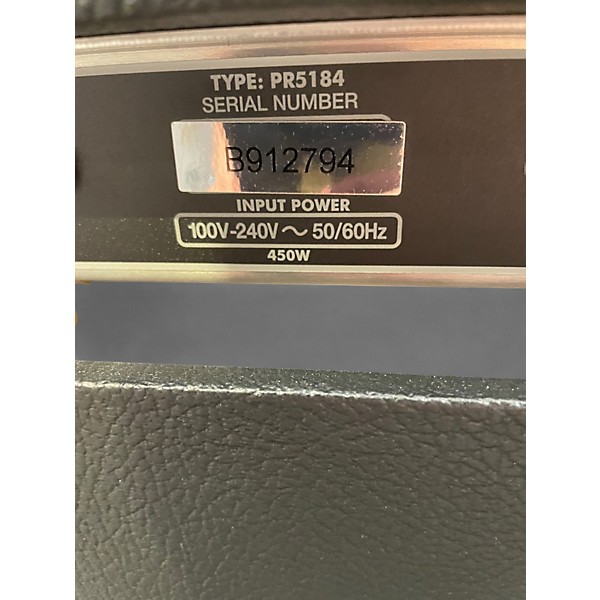 TYPE: PR5184
SERIAL NUMBER
B912794
INPUT POWER
100V-240V ~ 50/60Hz
450W